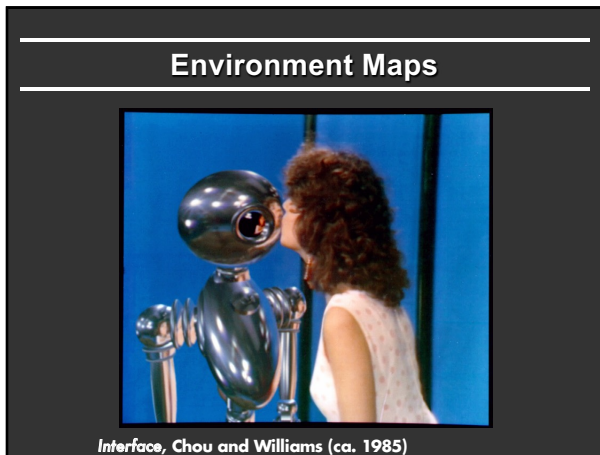 Environment Maps
Interface, Chou and Williams (ca. 1985)